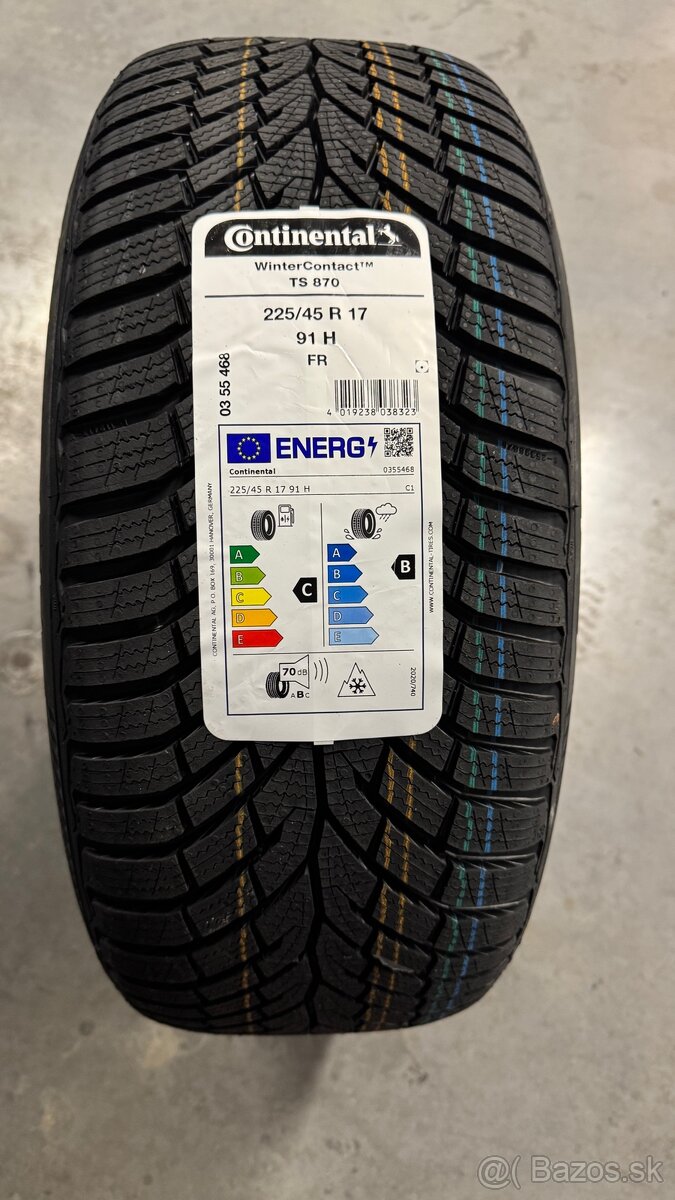 Continental
WinterContact™
TS 870
225/45 R 17
91 H
FR
03 55 468
4 019238 038323
ENERG
Continental
0355468
225/45 R 17 91 H
C1
A
B
C
D
E
C
A
B
C
D
E
B
70 dB
A B C
2020/740
CONTINENTAL AG, P.O. BOX 169, 30001 HANOVER, GERMANY
WWW.CONTINENTAL-TIRES.COM
@( Bazos.sk